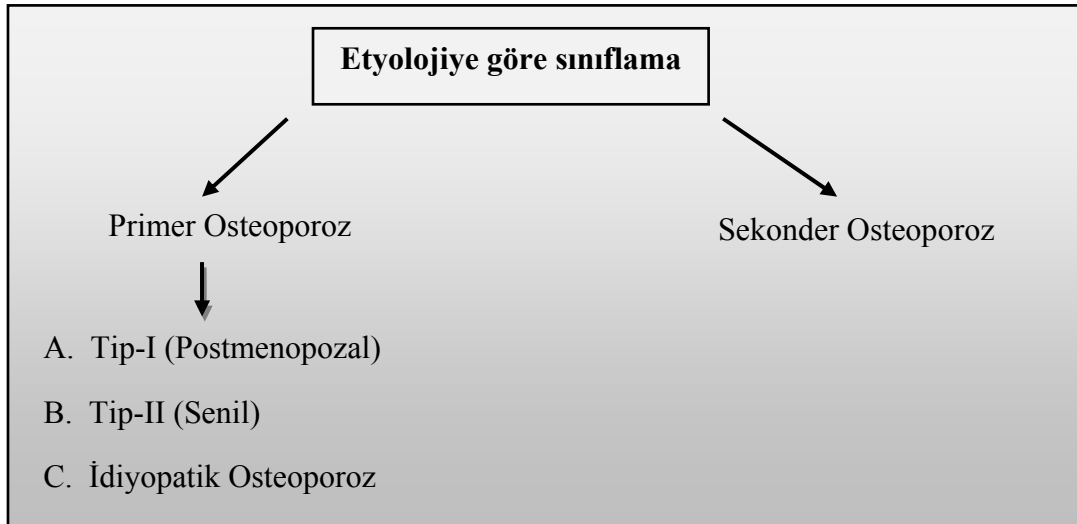 Etyolojiye göre sınıflama
Primer Osteoporoz
Sekonder Osteoporoz
A. Tip-I (Postmenopozal)
B. Tip-II (Senil)
C. İdiyopatik Osteoporoz